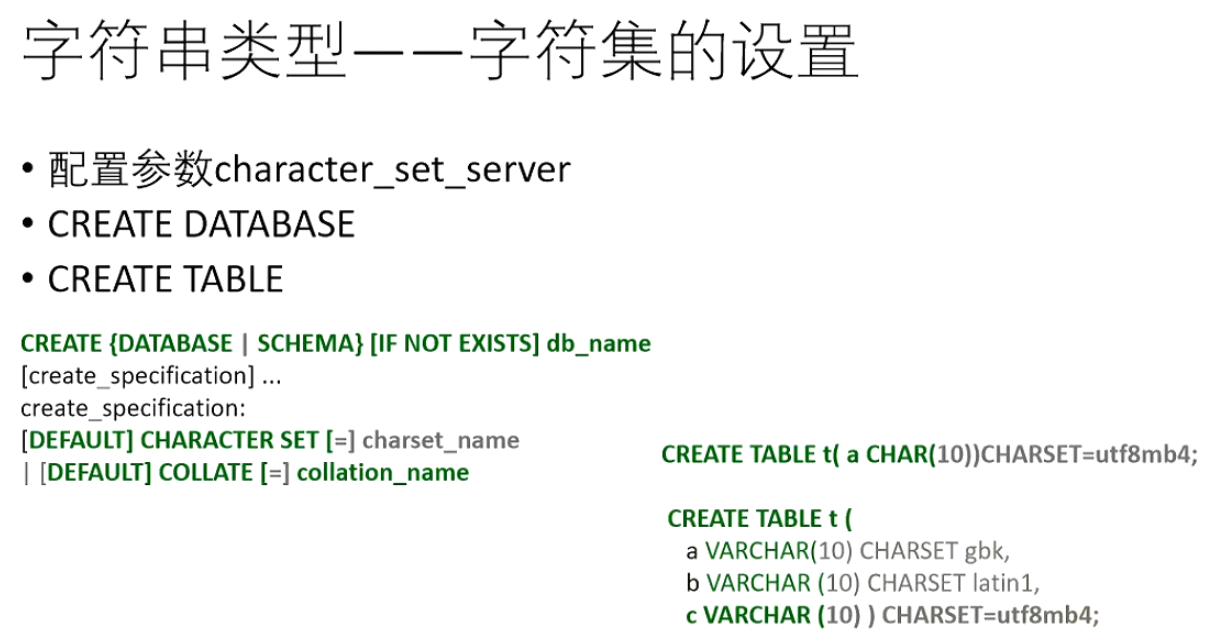 字符串类型——字符集的设置
• 配置参数character_set_server
• CREATE DATABASE
• CREATE TABLE
CREATE {DATABASE | SCHEMA} [IF NOT EXISTS] db_name
[create_specification] ...
create_specification:
[DEFAULT] CHARACTER SET [=] charset_name
| [DEFAULT] COLLATE [=] collation_name
CREATE TABLE t( a CHAR(10))CHARSET=utf8mb4;
CREATE TABLE t (
a VARCHAR(10) CHARSET gbk,
b VARCHAR (10) CHARSET latin1,
c VARCHAR (10) ) CHARSET=utf8mb4;